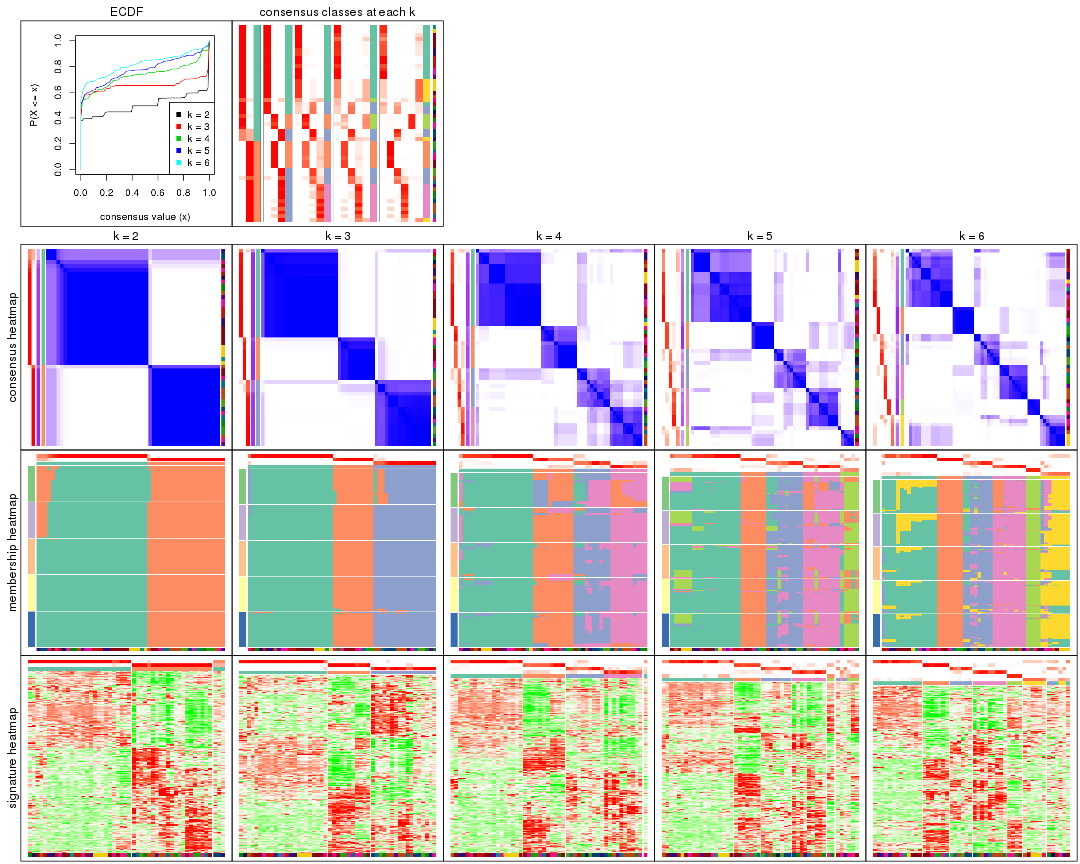 ECDF
consensus classes at each k
P(X <= x)
0.0 0.2 0.4 0.6 0.8 1.0
k = 2
k = 3
k = 4
k = 5
k = 6
0.0 0.2 0.4 0.6 0.8 1.0
consensus value (x)
k = 2 k = 3 k = 4 k = 5 k = 6
consensus heatmap
membership heatmap
signature heatmap